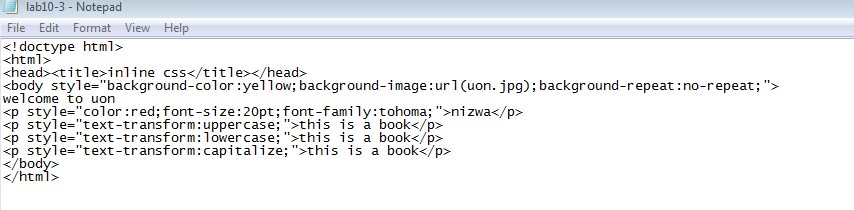 lab10-3 - Notepad
File Edit Format View Help
<!doctype html>
<html>
<head><title>inline css</title></head>
<body style="background-color:yellow;background-image:url(uon.jpg);background-repeat:no-repeat;">
welcome to uon
<p style="color:red;font-size:20pt;font-family:tohoma;">nizwa</p>
<p style="text-transform:uppercase;">this is a book</p>
<p style="text-transform:lowercase;">this is a book</p>
<p style="text-transform:capitalize;">this is a book</p>
</body>
</html>